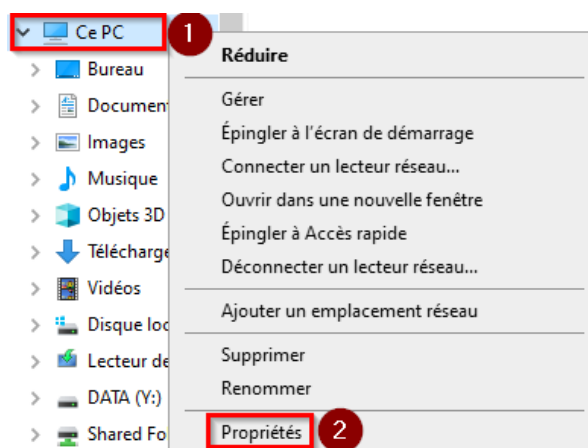 Ce PC
1
Bureau
Documen
Images
Musique
Objets 3D
Télécharge
Vidéos
Disque loc
Lecteur de
DATA (Y:)
Shared Fo
Réduire
Gérer
Épingler à l'écran de démarrage
Connecter un lecteur réseau...
Ouvrir dans une nouvelle fenêtre
Épingler à Accès rapide
Déconnecter un lecteur réseau...
Ajouter un emplacement réseau
Supprimer
Renommer
Propriétés
2